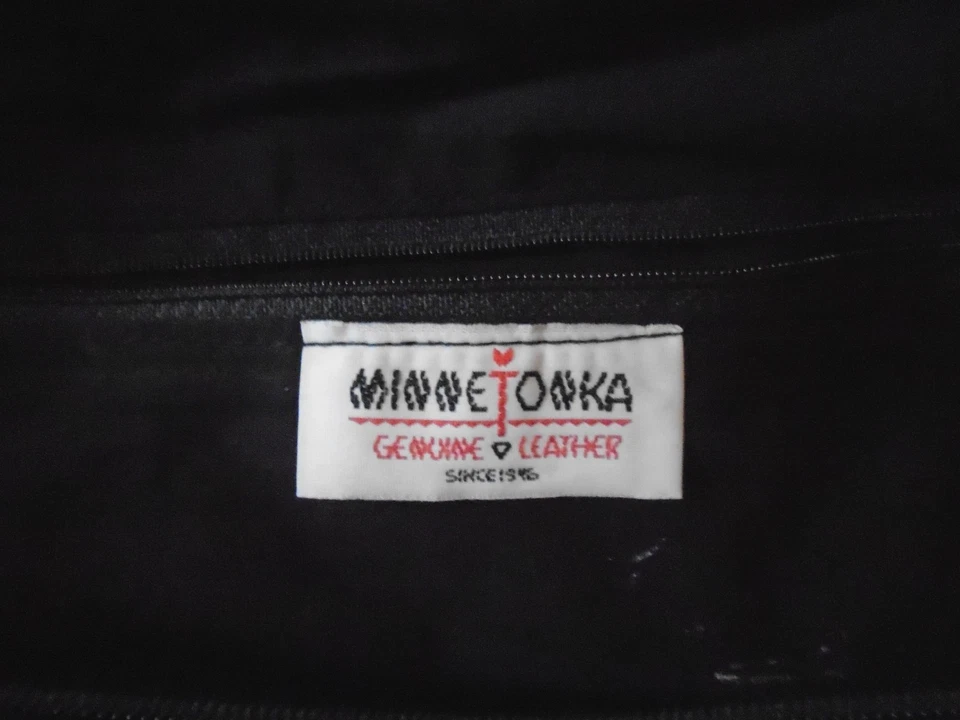 MINNETONKA
GENUINE LEATHER
SINCE 1946